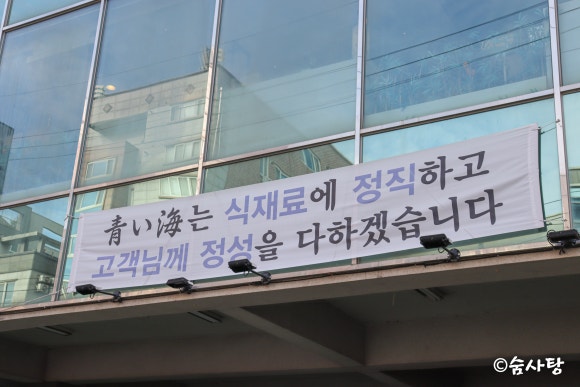 青い海는 식재료에 정직하고
고객님께 정성을 다하겠습니다
©숨사탕